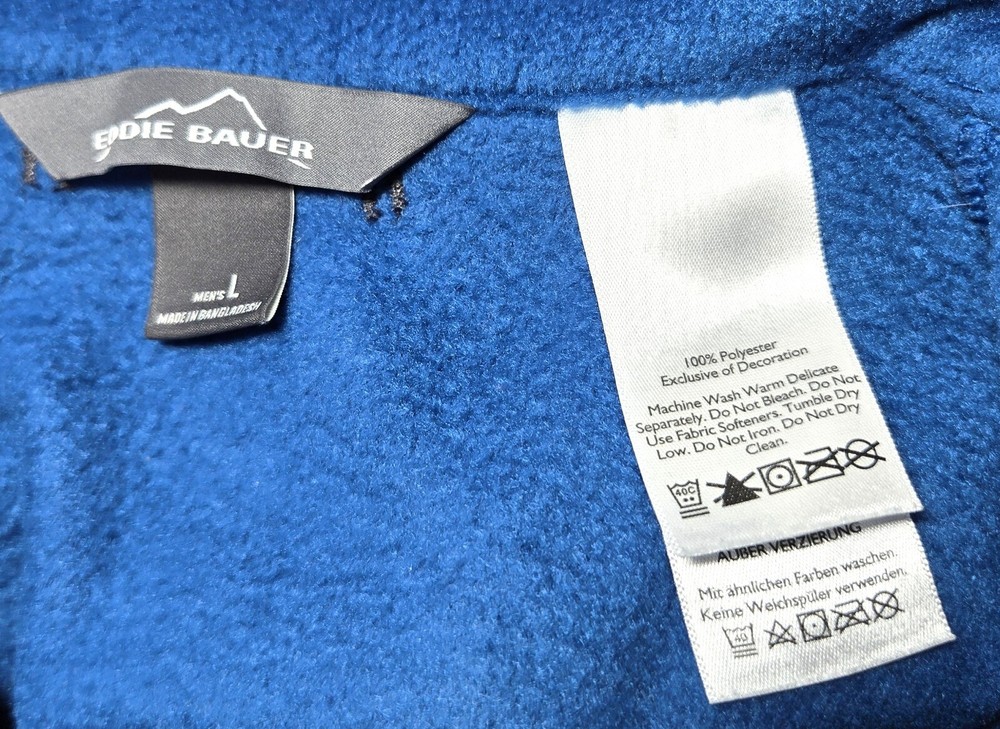 EDDIE BAUER
MEN'S L
MADE IN BANGLADESH
100% Polyester
Exclusive of Decoration
Machine Wash Warm Delicate
Separately. Do Not Bleach. Do Not
Use Fabric Softeners. Tumble Dry
Low. Do Not Iron. Do Not Dry
Clean.
40C
AUßER VERZIERUNG
Mit ähnlichen Farben waschen.
Keine Weichspüler verwenden.
40